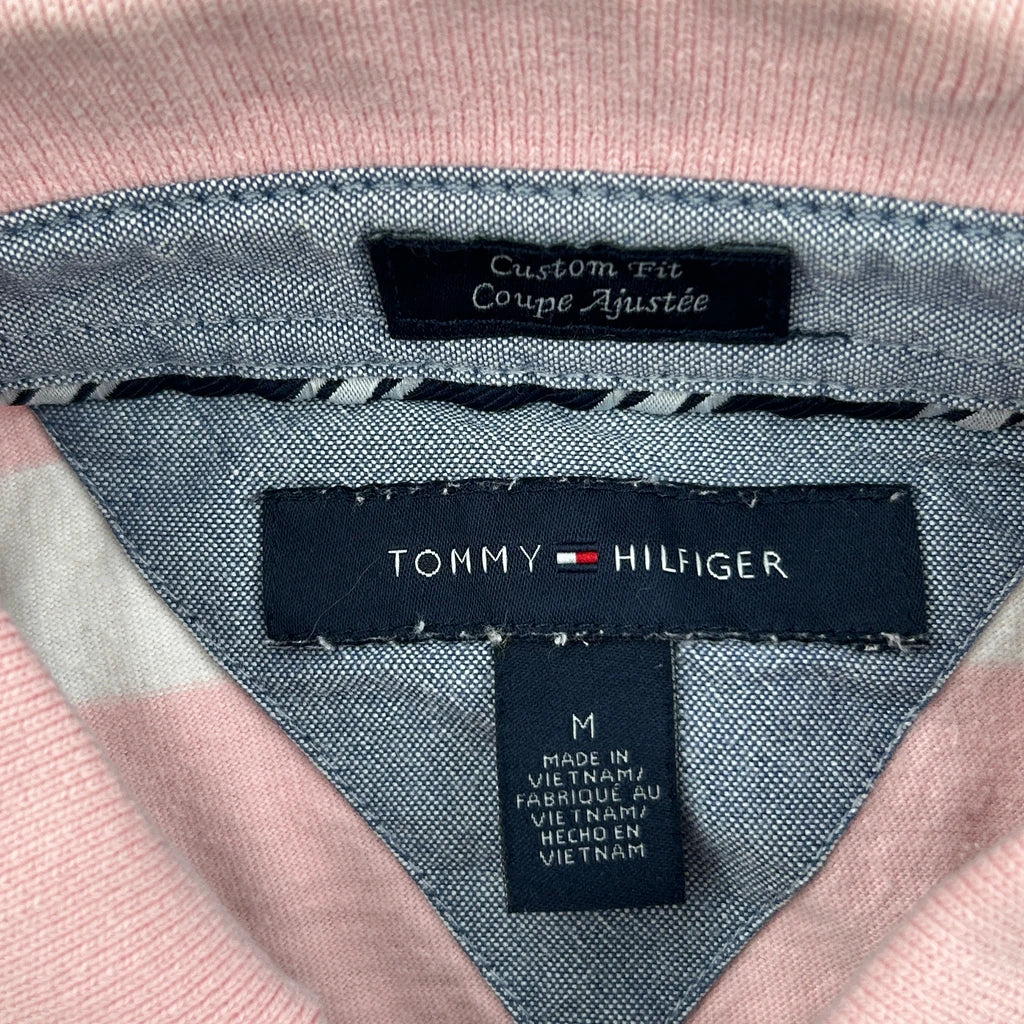 Custom Fit
Coupe Ajustée
TOMMY HILFIGER
M
MADE IN
VIETNAM/
FABRIQUÉ AU
VIETNAM/
HECHO EN
VIETNAM